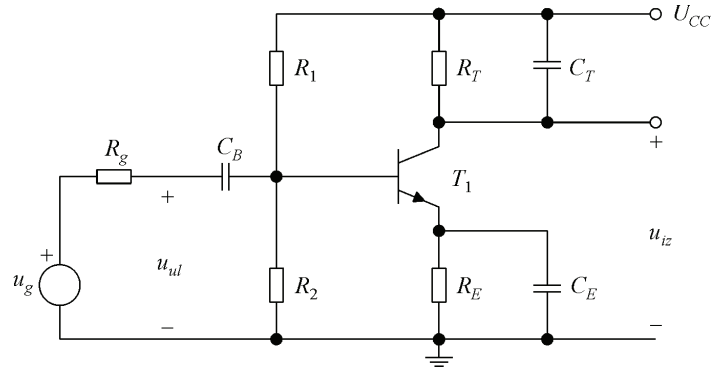 U_CC
R_1
R_T
C_T
R_g
C_B
+
+
T_1
+
u_g
u_ul
R_2
R_E
C_E
u_iz
−
−